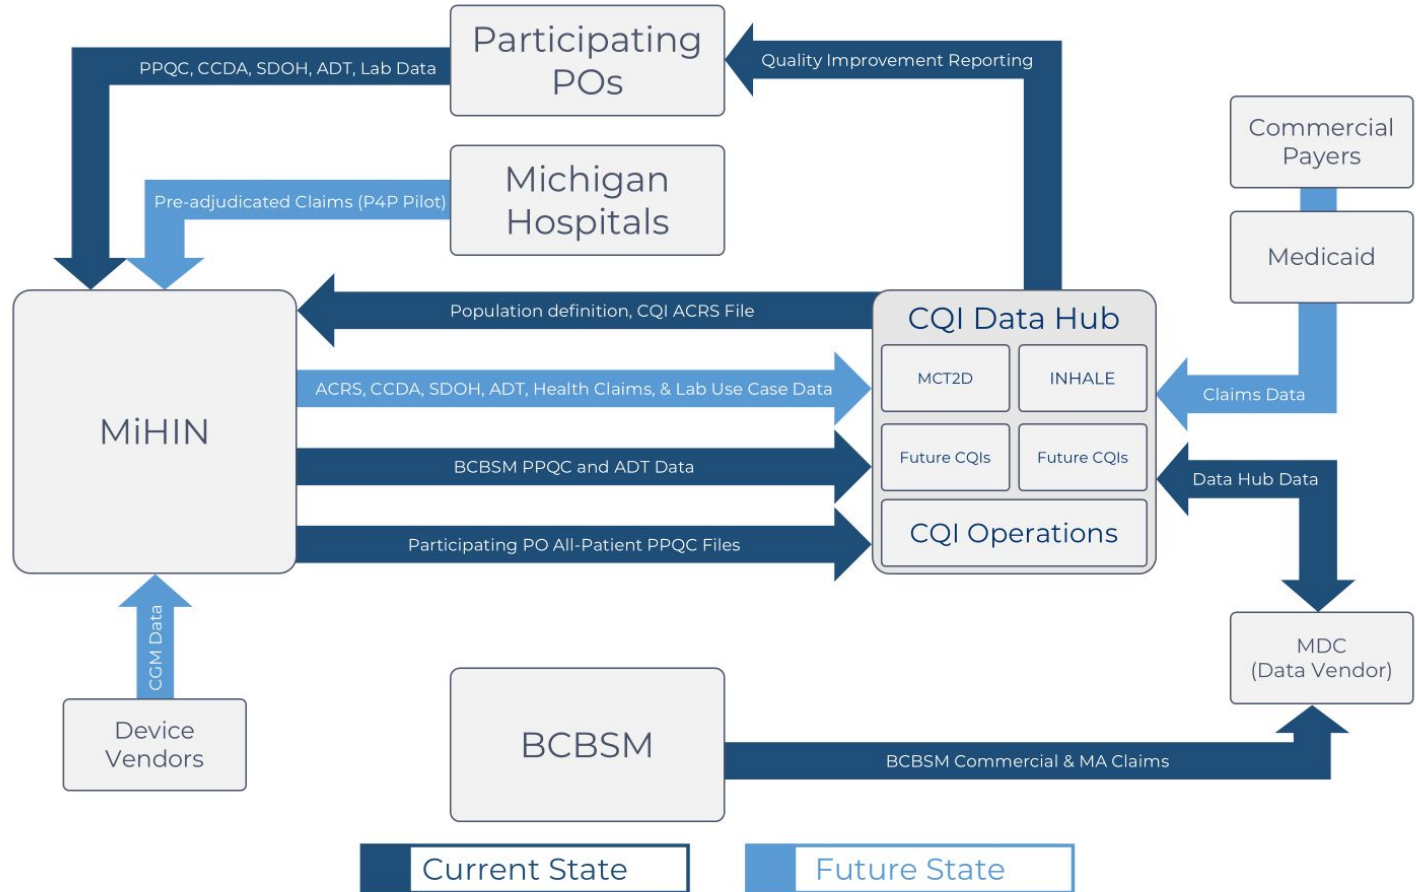 Participating
POs
PPQC, CCDA, SDOH, ADT, Lab Data
Quality Improvement Reporting
Commercial
Payers
Michigan
Hospitals
Pre-adjudicated Claims (P4P Pilot)
Medicaid
MiHIN
Population definition, CQI ACRS File
CQI Data Hub
MCT2D
INHALE
ACRS, CCDA, SDOH, ADT, Health Claims, & Lab Use Case Data
Claims Data
Future CQIs
Future CQIs
BCBSM PPQC and ADT Data
Data Hub Data
CQI Operations
Participating PO All-Patient PPQC Files
CGM Data
Device
Vendors
MDC
(Data Vendor)
BCBSM
BCBSM Commercial & MA Claims
Current State
Future State